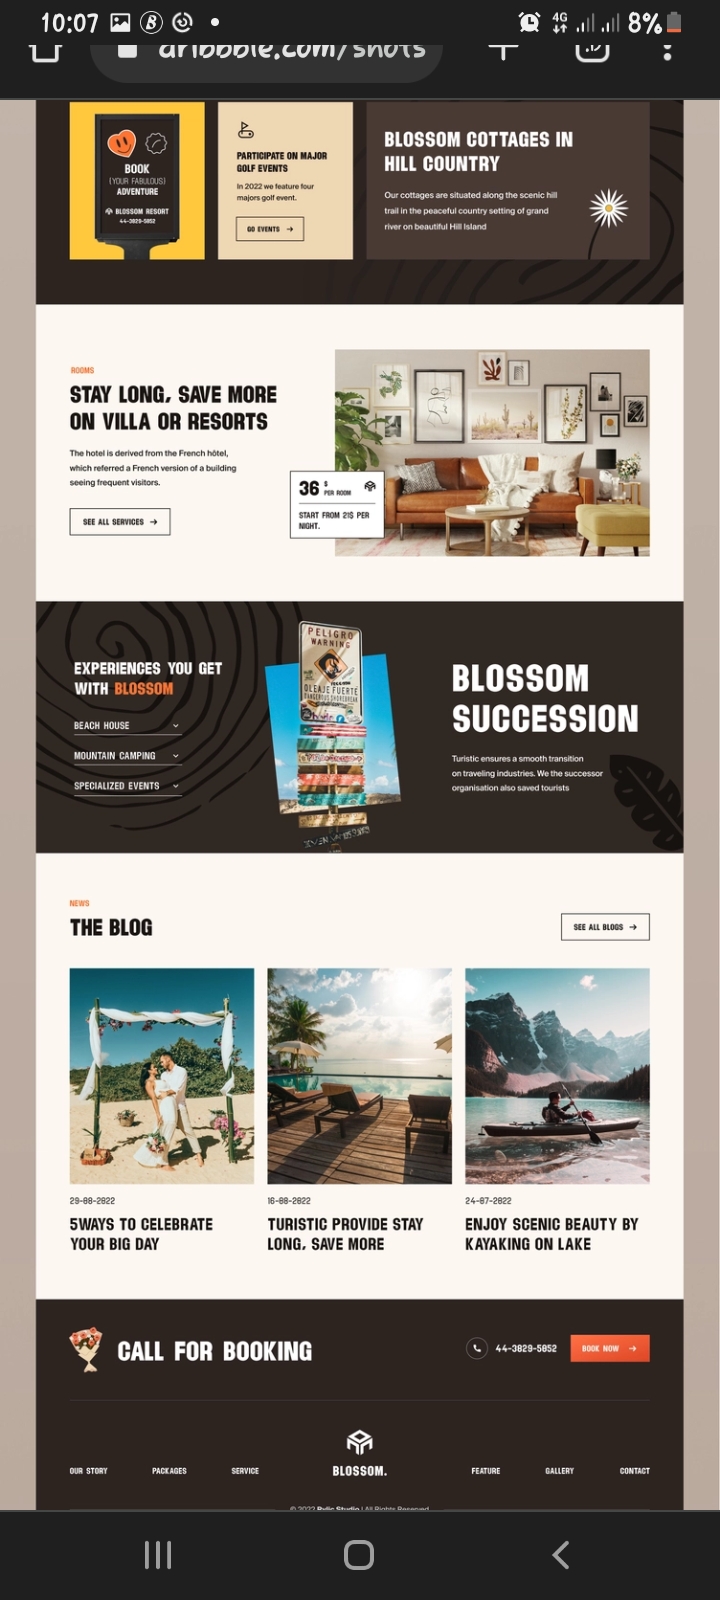 10:07
4G
8%
dribbble.com/shots
BOOK
(YOUR FABULOUS)
ADVENTURE
BLOSSOM RESORT
44-3829-5852
PARTICIPATE ON MAJOR
GOLF EVENTS
In 2022 we feature four
majors golf event.
GO EVENTS →
BLOSSOM COTTAGES IN
HILL COUNTRY
Our cottages are situated along the scenic hill
trail in the peaceful country setting of grand
river on beautiful Hill Island
ROOMS
STAY LONG, SAVE MORE
ON VILLA OR RESORTS
The hotel is derived from the French hôtel,
which referred a French version of a building
seeing frequent visitors.
SEE ALL SERVICES →
36 $
PER ROOM
START FROM 21$ PER
NIGHT.
EXPERIENCES YOU GET
WITH BLOSSOM
BEACH HOUSE
MOUNTAIN CAMPING
SPECIALIZED EVENTS
PELIGRO
WARNING
OLEAJE FUERTE
DANGEROUS SHOREBREAK
BLOSSOM
SUCCESSION
Turistic ensures a smooth transition
on traveling industries. We the successor
organisation also saved tourists
NEWS
THE BLOG
SEE ALL BLOGS →
29-08-2022
5WAYS TO CELEBRATE
YOUR BIG DAY
16-08-2022
TURISTIC PROVIDE STAY
LONG, SAVE MORE
24-07-2022
ENJOY SCENIC BEAUTY BY
KAYAKING ON LAKE
CALL FOR BOOKING
44-3829-5852
BOOK NOW →
OUR STORY
PACKAGES
SERVICE
BLOSSOM.
FEATURE
GALLERY
CONTACT
© 2022 Rylic Studio | All Rights Reserved